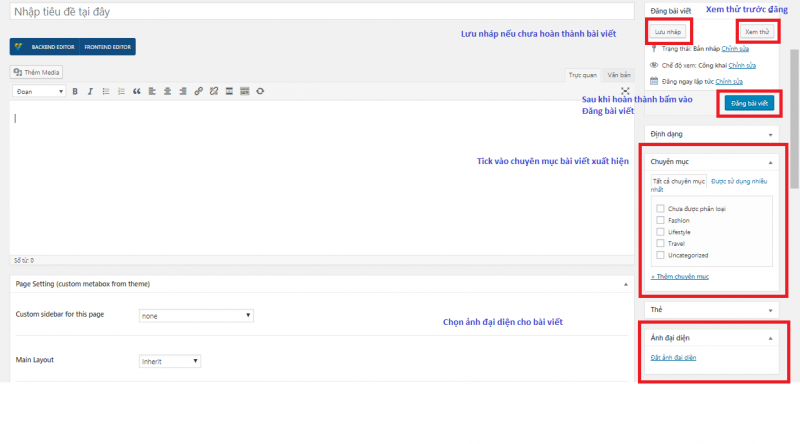 Nhập tiêu đề tại đây
BACKEND EDITOR
FRONTEND EDITOR
Lưu nháp nếu chưa hoàn thành bài viết
Thêm Media
Trực quan
Văn bản
Đoạn
B I
Sau khi hoàn thành bấm vào
Đăng bài viết
Tick vào chuyên mục bài viết xuất hiện
Số từ: 0
Page Setting (custom metabox from theme)
Custom sidebar for this page
none
Chọn ảnh đại diện cho bài viết
Main Layout
Inherit
Đăng bài viết
Xem thử trước đăng
Lưu nháp
Xem thử
Trạng thái: Bản nháp Chỉnh sửa
Chế độ xem: Công khai Chỉnh sửa
Đăng ngay lập tức Chỉnh sửa
Đăng bài viết
Định dạng
Chuyên mục
Tất cả chuyên mục
Được sử dụng nhiều
nhất
Chưa được phân loại
Fashion
Lifestyle
Travel
Uncategorized
+ Thêm chuyên mục
Thẻ
Ảnh đại diện
Đặt ảnh đại diện